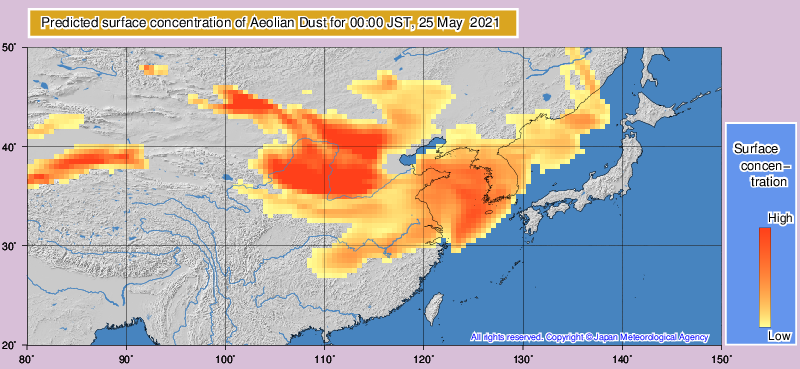 Predicted surface concentration of Aeolian Dust for 00:00 JST, 25 May 2021
50°
40°
30°
20°
80°
90°
100°
110°
120°
130°
140°
150°
Surface
concen-
tration
High
Low
All rights reserved. Copyright © Japan Meteorological Agency